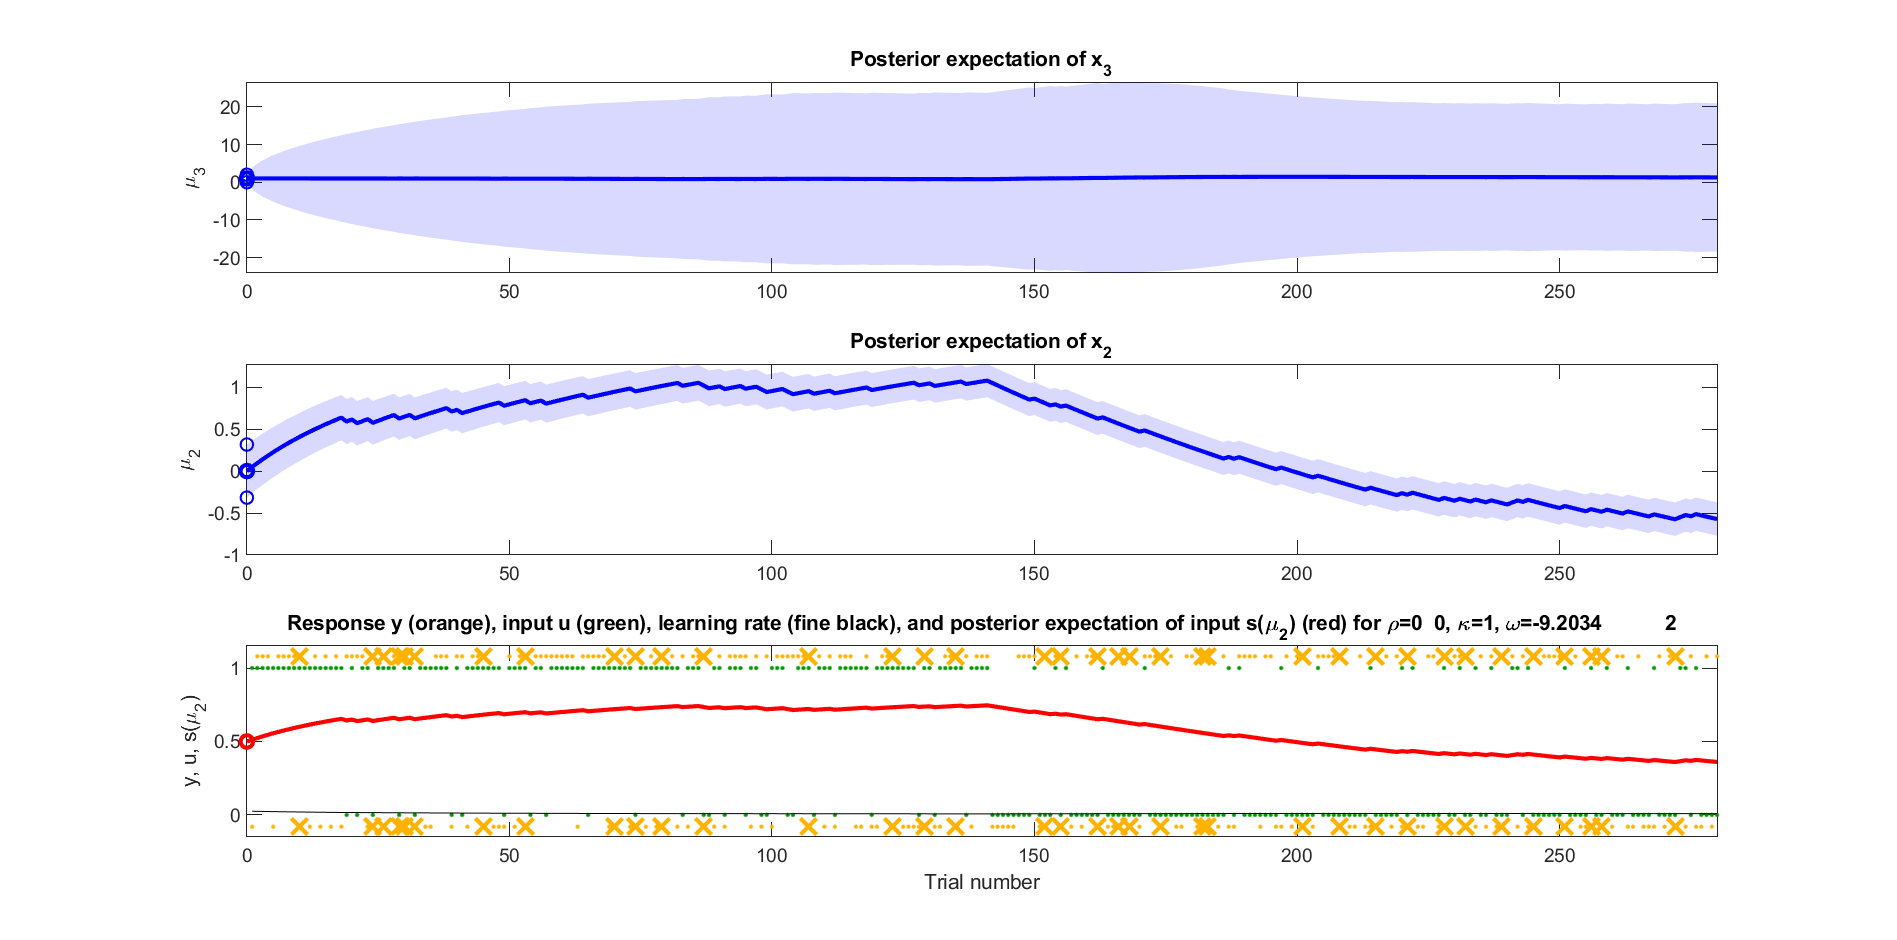 Posterior expectation of x3
μ3
20
10
0
-10
-20
0 50 100 150 200 250
Posterior expectation of x2
μ2
1
0.5
0
-0.5
-1
0 50 100 150 200 250
Response y (orange), input u (green), learning rate (fine black), and posterior expectation of input s(μ2) (red) for ρ=0 0, κ=1, ω=-9.2034 2
y, u, s(μ2)
1
0.5
0
0 50 100 150 200 250
Trial number